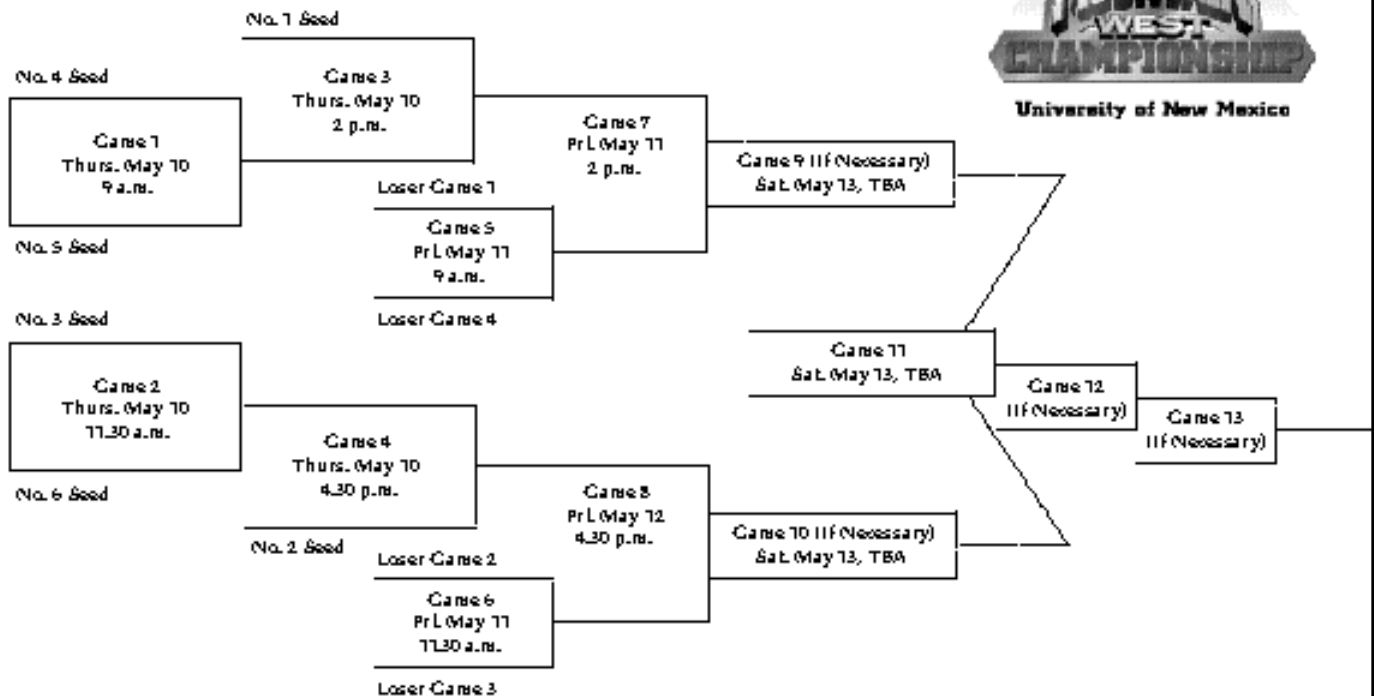 WEST
CHAMPIONSHIP
University of New Mexico
No. 1 Seed
No. 4 Seed
Game 3
Thurs. May 10
2 p.m.
Game 1
Thurs. May 10
9 a.m.
No. 5 Seed
Game 7
Fri. May 11
2 p.m.
Game 9 (If Necessary)
Sat. May 13, TBA
Loser Game 1
Game 5
Fri. May 11
9 a.m.
Loser Game 4
No. 3 Seed
Game 2
Thurs. May 10
11:30 a.m.
No. 6 Seed
Game 4
Thurs. May 10
4:30 p.m.
No. 2 Seed
Game 11
Sat. May 13, TBA
Game 12
(If Necessary)
Game 13
(If Necessary)
Game 8
Fri. May 12
4:30 p.m.
Game 10 (If Necessary)
Sat. May 13, TBA
Loser Game 2
Game 6
Fri. May 11
11:30 a.m.
Loser Game 3